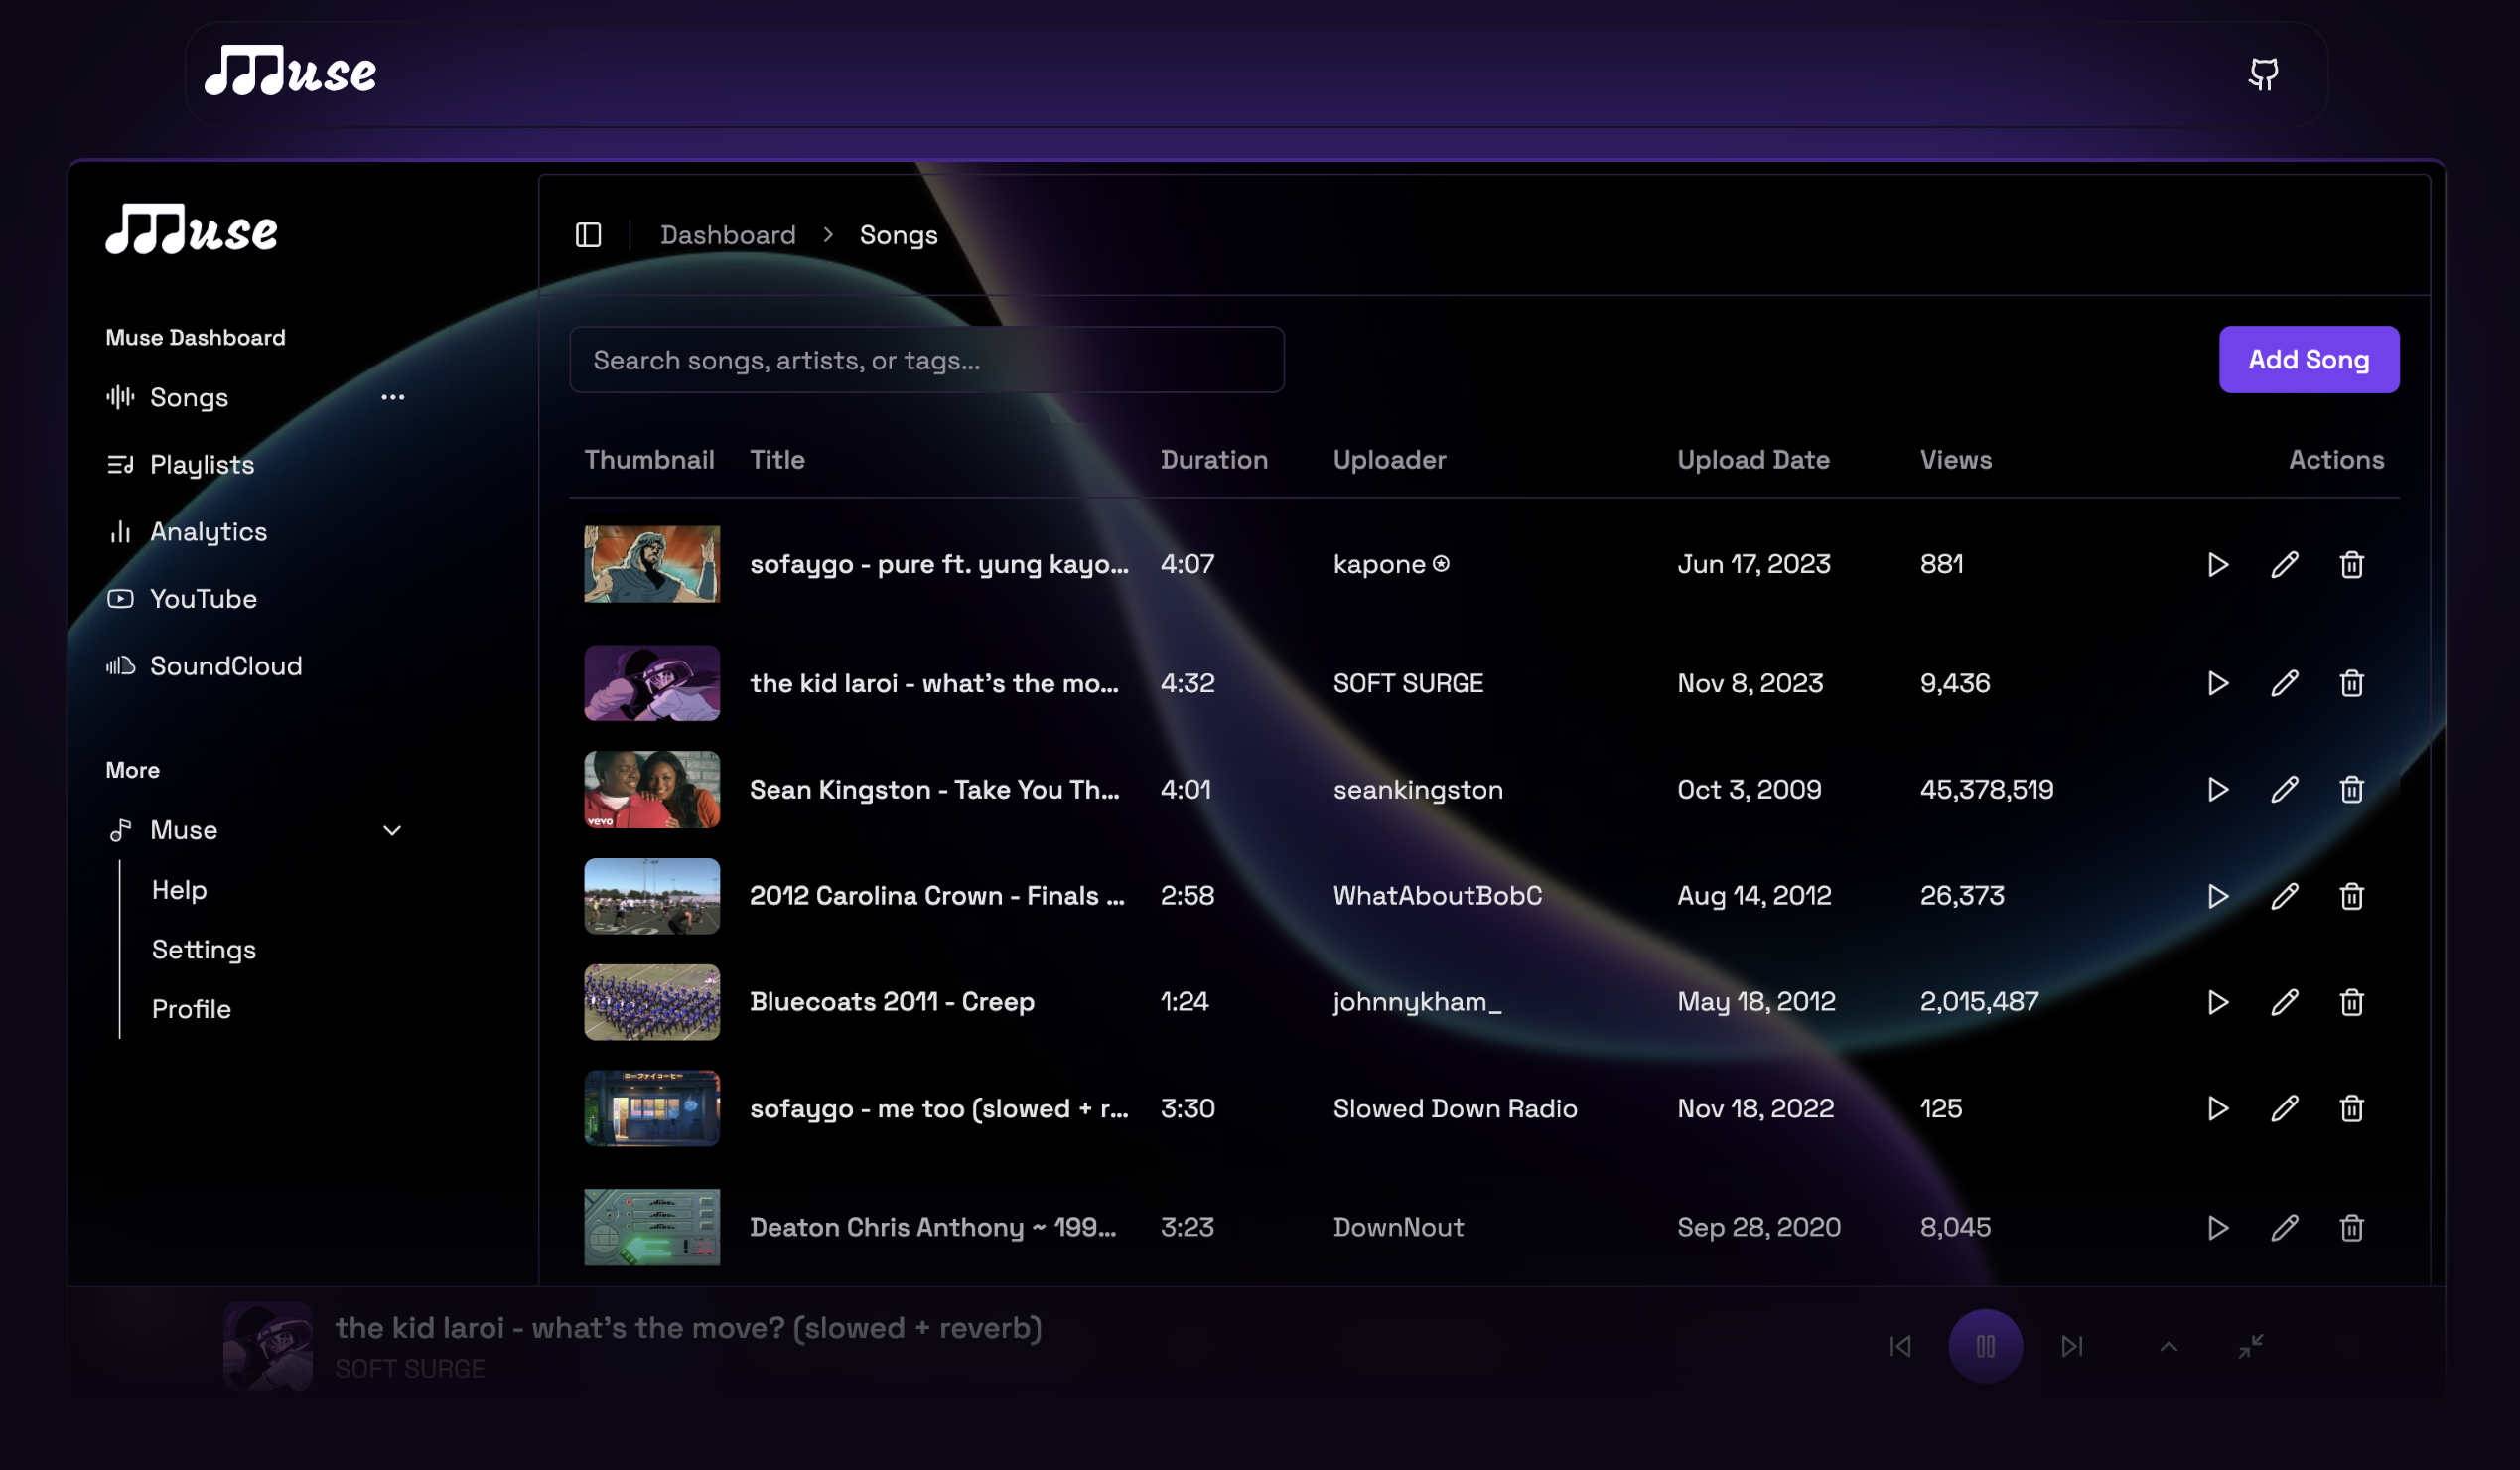 Muse
Muse
Dashboard > Songs
Muse Dashboard
Songs
Playlists
Analytics
YouTube
SoundCloud
More
Muse
Help
Settings
Profile
Search songs, artists, or tags...
Add Song
Thumbnail Title Duration Uploader Upload Date Views Actions
sofaygo - pure ft. yung kayo... 4:07 kapone Jun 17, 2023 881
the kid laroi - what's the mo... 4:32 SOFT SURGE Nov 8, 2023 9,436
vevo
Sean Kingston - Take You Th... 4:01 seankingston Oct 3, 2009 45,378,519
2012 Carolina Crown - Finals ... 2:58 WhatAboutBobC Aug 14, 2012 26,373
Bluecoats 2011 - Creep 1:24 johnnykham_ May 18, 2012 2,015,487
sofaygo - me too (slowed + r... 3:30 Slowed Down Radio Nov 18, 2022 125
Deaton Chris Anthony ~ 199... 3:23 DownNout Sep 28, 2020 8,045
the kid laroi - what's the move? (slowed + reverb)
SOFT SURGE